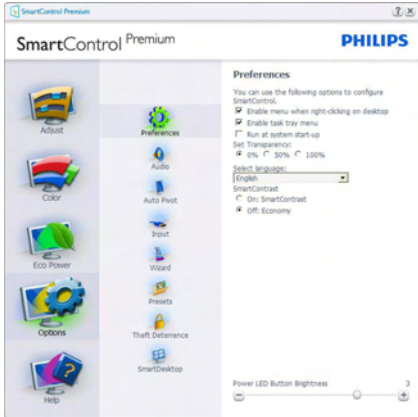 SmartControl Premium
SmartControl Premium
PHILIPS
Adjust
Color
Eco Power
Options
Help
Preferences
Audio
Auto Pivot
Input
Wizard
Presets
Theft Deterrence
SmartDesktop
Preferences
You can use the following options to configure
SmartControl.
Enable menu when right-clicking on desktop
Enable task tray menu
Run at system start-up
Set Transparency:
0% 50% 100%
Select language:
English
SmartContrast
On: SmartContrast
Off: Economy
Power LED Button Brightness 3